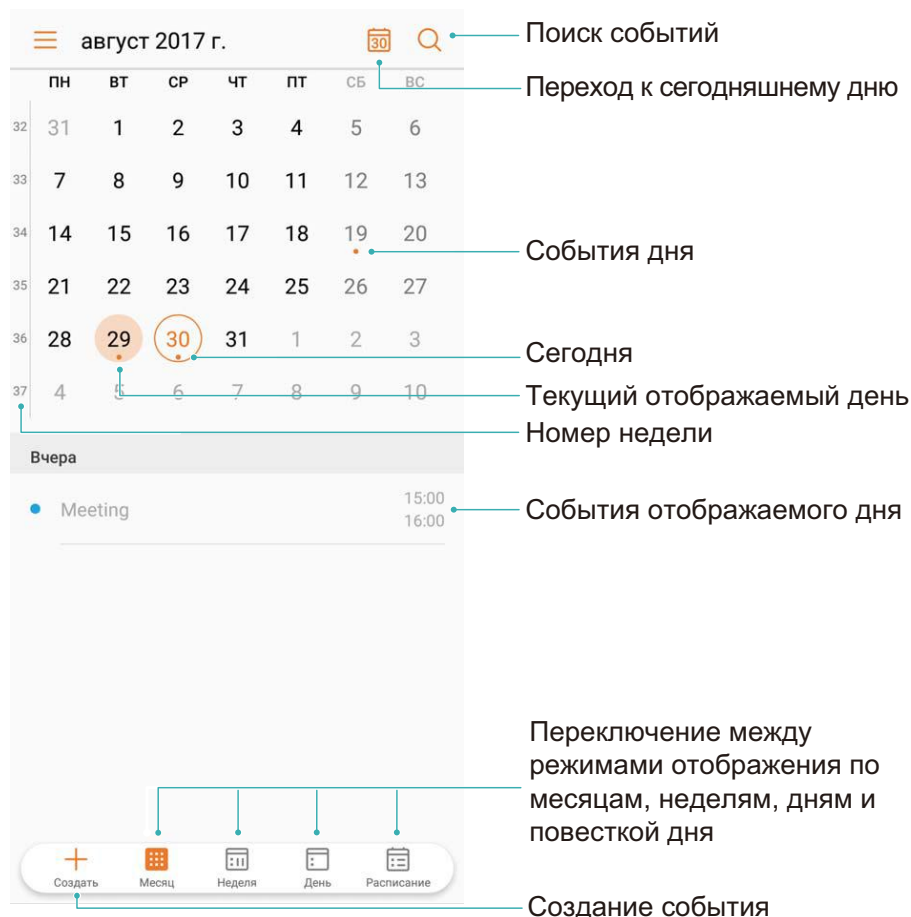 август 2017 г.
30
Поиск событий
Переход к сегодняшнему дню
ПН ВТ СР ЧТ ПТ СБ ВС
32 31 1 2 3 4 5 6
33 7 8 9 10 11 12 13
34 14 15 16 17 18 19 20
События дня
35 21 22 23 24 25 26 27
36 28 29 30 31 1 2 3
Сегодня
37 4 5 6 7 8 9 10
Текущий отображаемый день
Номер недели
Вчера
Meeting
15:00
16:00
События отображаемого дня
Переключение между
режимами отображения по
месяцам, неделям, дням и
повесткой дня
Создать Месяц Неделя День Расписание
Создание события